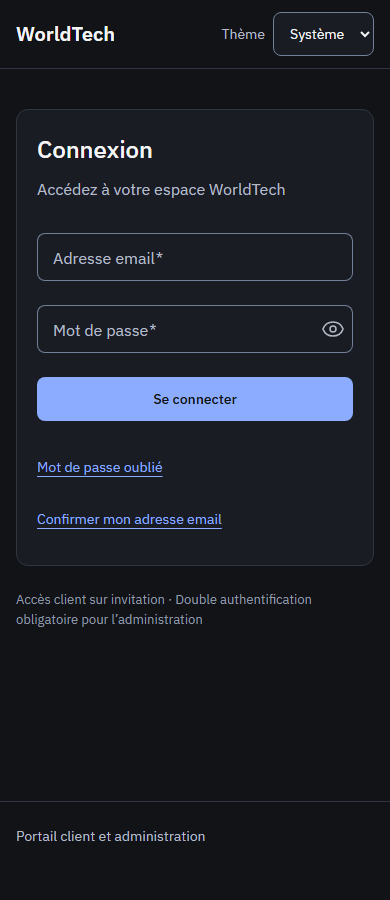 WorldTech
Thème
Système
Connexion
Accédez à votre espace WorldTech
Adresse email*
Mot de passe*
Se connecter
Mot de passe oublié
Confirmer mon adresse email
Accès client sur invitation · Double authentification
obligatoire pour l’administration
Portail client et administration